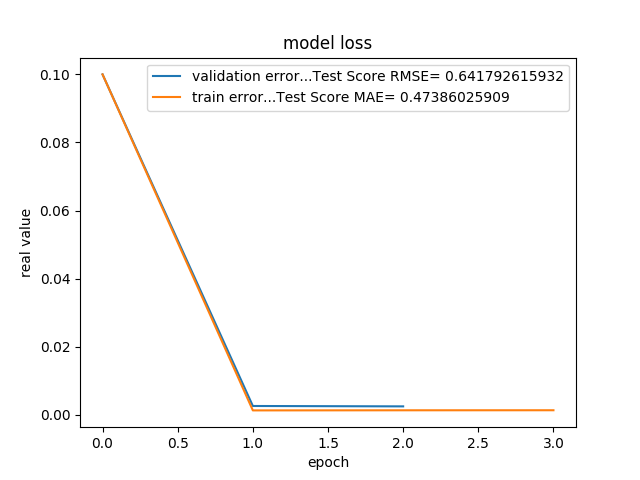 model loss
validation error...Test Score RMSE= 0.641792615932
train error...Test Score MAE= 0.47386025909
0.10
0.08
0.06
0.04
0.02
0.00
real value
0.0 0.5 1.0 1.5 2.0 2.5 3.0
epoch